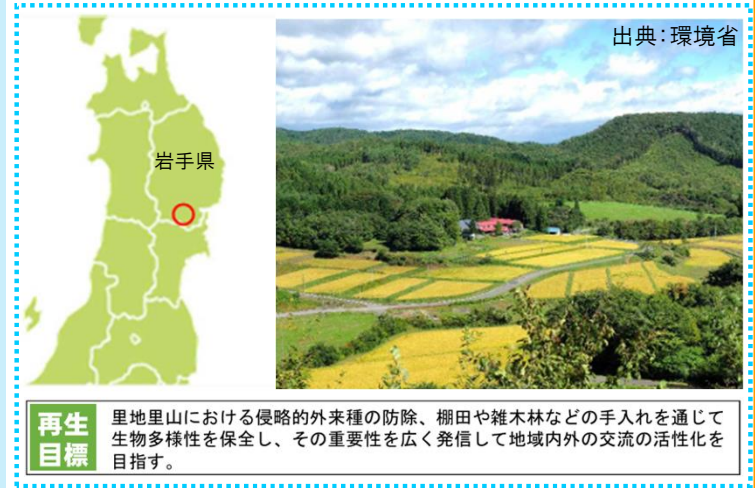 出典：環境省
岩手県
再生
目標
里地里山における侵略的外来種の防除、棚田や雑木林などの手入れを通じて
生物多様性を保全し、その重要性を広く発信して地域内外の交流の活性化を
目指す。